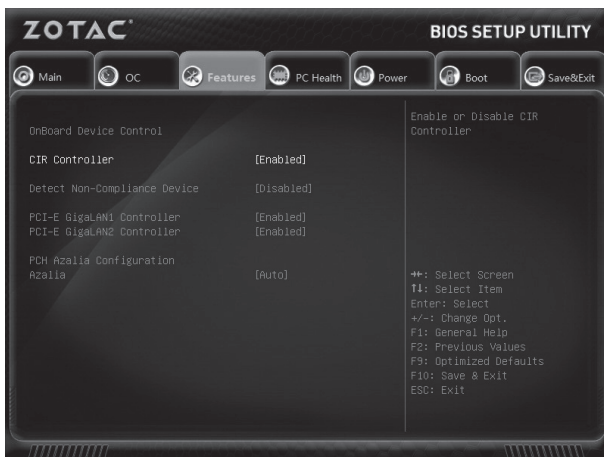 ZOTAC
BIOS SETUP UTILITY
Main
OC
Features
PC Health
Power
Boot
Save&Exit
OnBoard Device Control
CIR Controller [Enabled]
Detect Non-Compliance Device [Disabled]
PCI-E GigaLAN1 Controller [Enabled]
PCI-E GigaLAN2 Controller [Enabled]
PCH Azalia Configuration
Azalia [Auto]
Enable or Disable CIR
Controller
→←: Select Screen
↑↓: Select Item
Enter: Select
+/-: Change Opt.
F1: General Help
F2: Previous Values
F9: Optimized Defaults
F10: Save & Exit
ESC: Exit